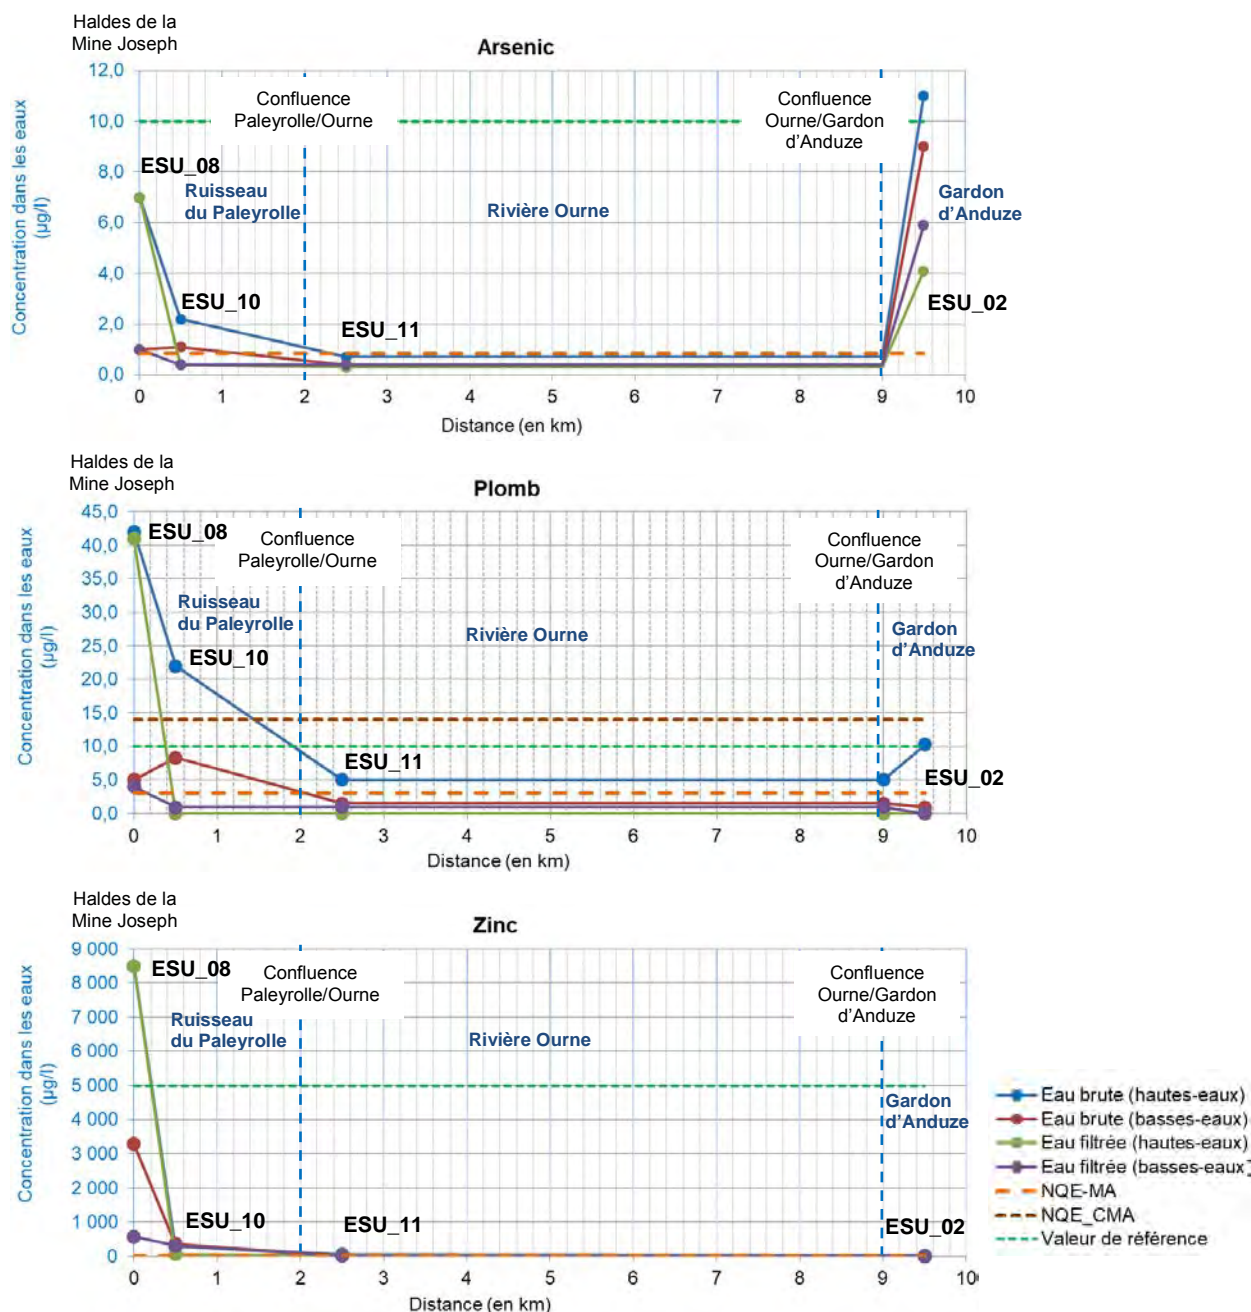 Haldes de la
Mine Joseph
Arsenic
Concentration dans les eaux
(µg/l)
12,0
10,0
8,0
6,0
4,0
2,0
0,0
Confluence
Paleyrolle/Ourne
Confluence
Ourne/Gardon
d'Anduze
ESU_08
Ruisseau
du Paleyrolle
Rivière Ourne
Gardon
d'Anduze
ESU_10
ESU_11
ESU_02
0 1 2 3 4 5 6 7 8 9 10
Distance (en km)
Haldes de la
Mine Joseph
Plomb
Concentration dans les eaux
(µg/l)
45,0
40,0
35,0
30,0
25,0
20,0
15,0
10,0
5,0
0,0
ESU_08
Confluence
Paleyrolle/Ourne
Confluence
Ourne/Gardon
d'Anduze
Ruisseau
du Paleyrolle
Rivière Ourne
Gardon
d'Anduze
ESU_10
ESU_11
ESU_02
0 1 2 3 4 5 6 7 8 9 10
Distance (en km)
Haldes de la
Mine Joseph
Zinc
Concentration dans les eaux
(µg/l)
9 000
8 000
7 000
6 000
5 000
4 000
3 000
2 000
1 000
0
ESU_08
Confluence
Paleyrolle/Ourne
Confluence
Ourne/Gardon
d'Anduze
Ruisseau
du Paleyrolle
Rivière Ourne
Gardon
d'Anduze
ESU_10
ESU_11
ESU_02
0 1 2 3 4 5 6 7 8 9 10
Distance (en km)
Eau brute (hautes-eaux)
Eau brute (basses-eaux)
Eau filtrée (hautes-eaux)
Eau filtrée (basses-eaux)
NQE-MA
NQE_CMA
Valeur de référence